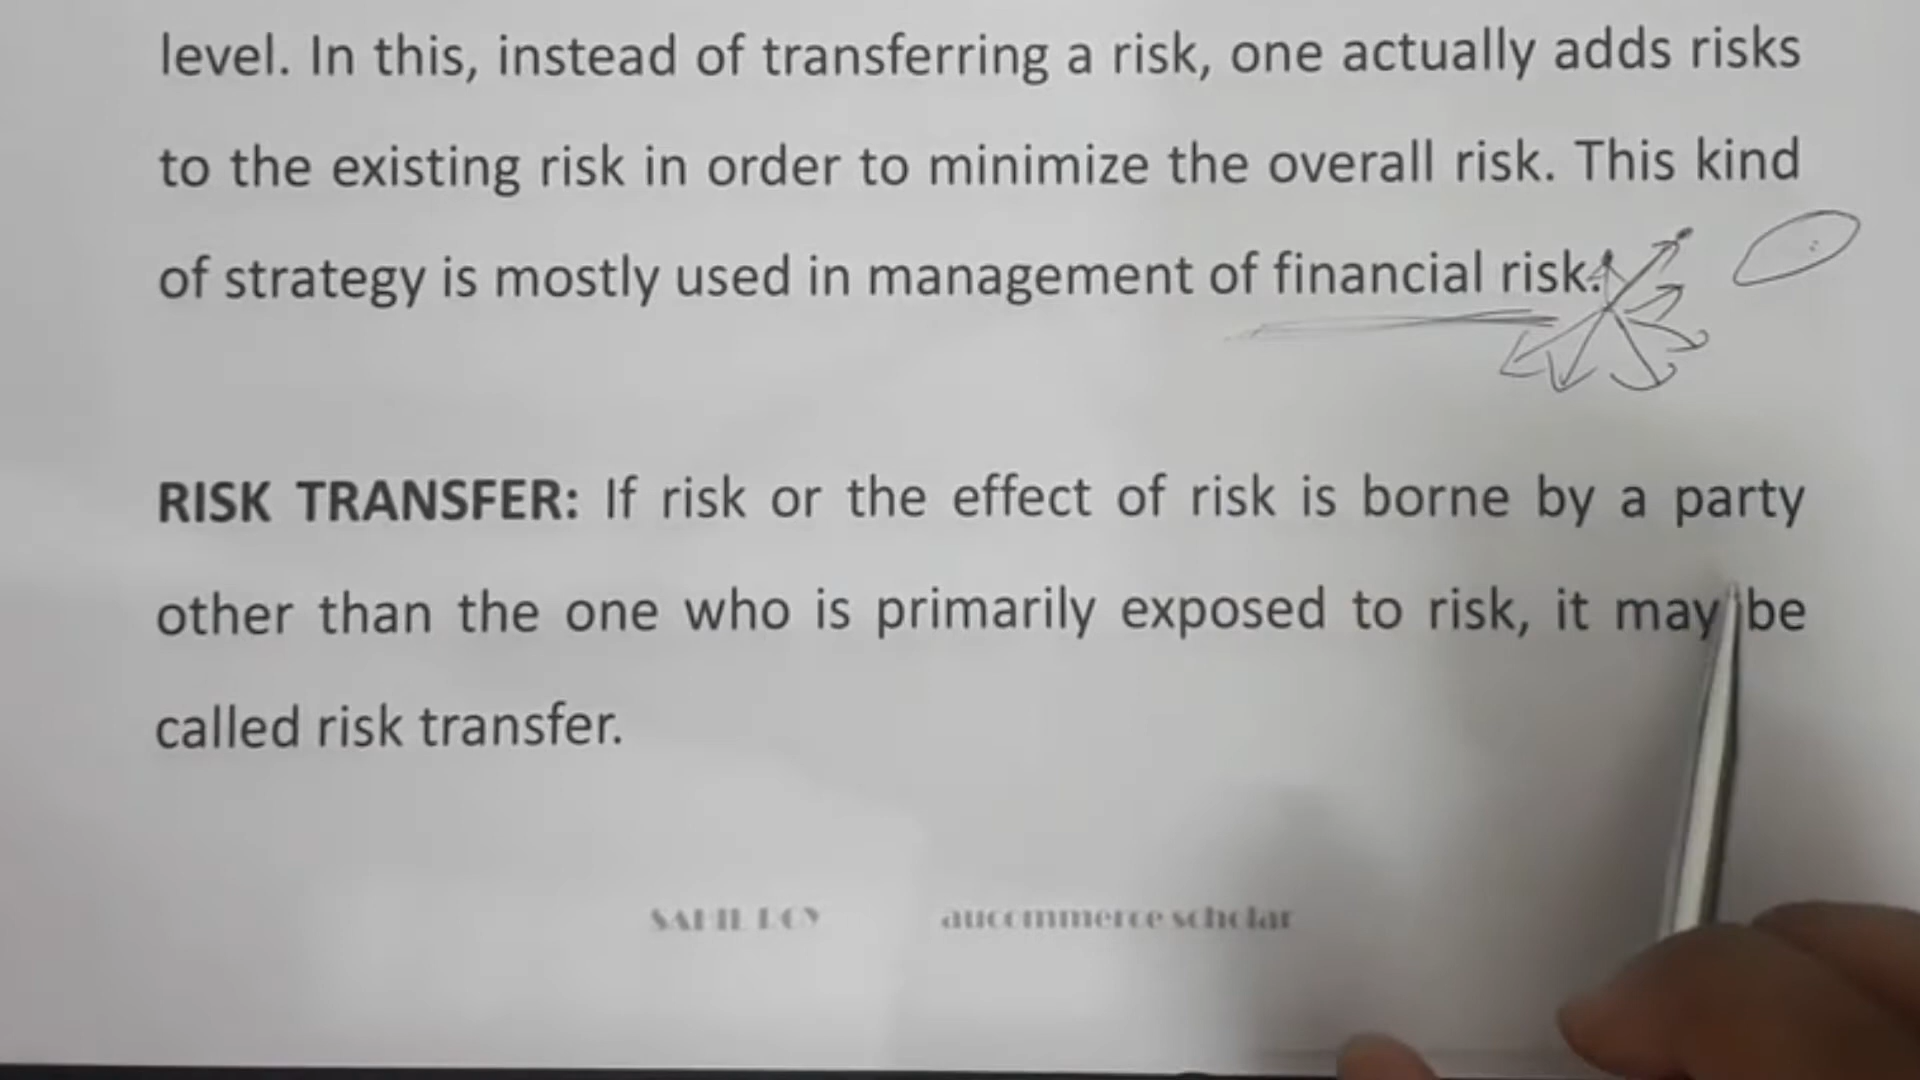 level. In this, instead of transferring a risk, one actually adds risks
to the existing risk in order to minimize the overall risk. This kind
of strategy is mostly used in management of financial risk.
RISK TRANSFER: If risk or the effect of risk is borne by a party
other than the one who is primarily exposed to risk, it may be
called risk transfer.
aucommerce scholar